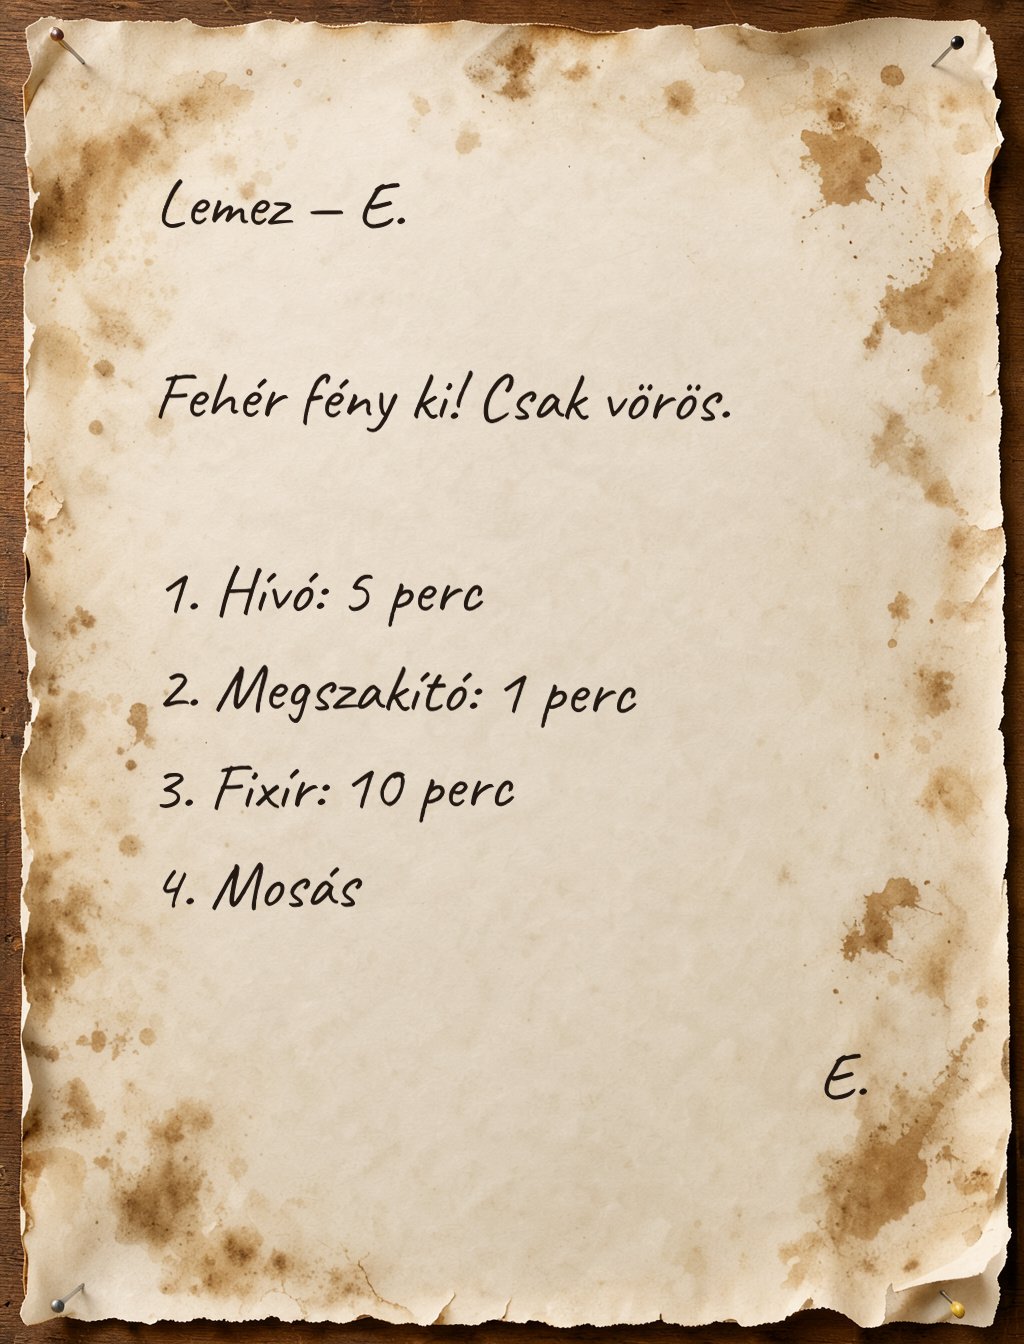 Lemez – E.
Fehér fény ki! Csak vörös.
1. Hívó: 5 perc
2. Megszakító: 1 perc
3. Fixír: 10 perc
4. Mosás
E.